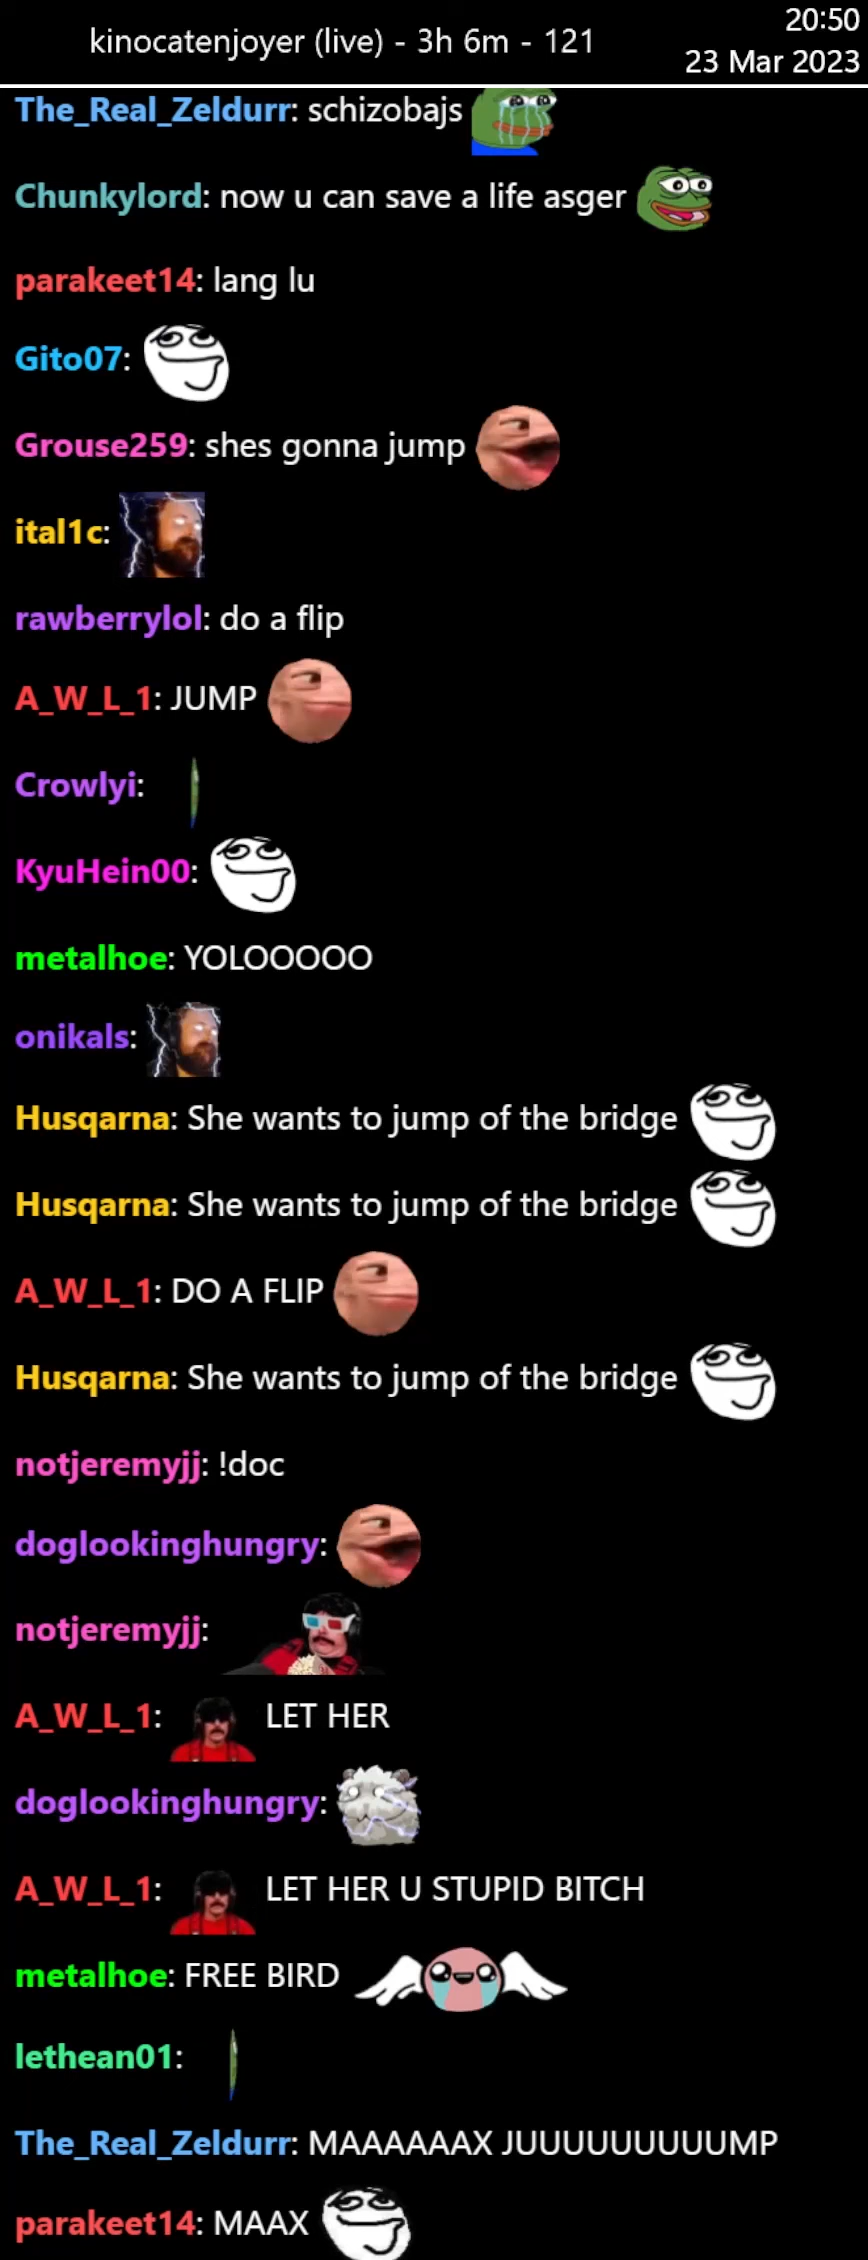 kinocatenjoyer (live) - 3h 6m - 121
20:50
23 Mar 2023
The_Real_Zeldurr: schizobajs
Chunkylord: now u can save a life asger
parakeet14: lang lu
Gito07:
Grouse259: shes gonna jump
ital1c:
rawberrylol: do a flip
A_W_L_1: JUMP
Crowlyi:
KyuHein00:
metalhoe: YOLOOOOO
onikals:
Husqarna: She wants to jump of the bridge
Husqarna: She wants to jump of the bridge
A_W_L_1: DO A FLIP
Husqarna: She wants to jump of the bridge
notjeremyjj: !doc
doglookinghungry:
notjeremyjj:
A_W_L_1: LET HER
doglookinghungry:
A_W_L_1: LET HER U STUPID BITCH
metalhoe: FREE BIRD
lethean01:
The_Real_Zeldurr: MAAAAAAX JUUUUUUUUUMP
parakeet14: MAAX